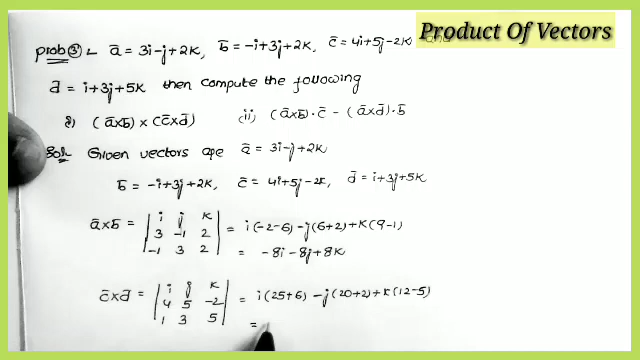 Product Of Vectors
prob③ :- ā = 3i-j+2k, b̄ = -i+3j+2k, c̄ = 4i+5j-2k
d̄ = i+3j+5k then compute the following
i) (ā×b̄) × (c̄×d̄) (ii) (ā×b̄)·c̄ - (ā×d̄)·b̄
Sol: Given vectors are ā = 3i-j+2k
b̄ = -i+3j+2k, c̄ = 4i+5j-2k, d̄ = i+3j+5k
ā×b̄ = | i j k | = i(-2-6) -j(6+2) + k(9-1)
| 3 -1 2 |
| -1 3 2 | = -8i -8j +8k
c̄×d̄ = | i j k | = i(25+6) -j(20+2) + k(12-5)
| 4 5 -2 |
| 1 3 5 | =